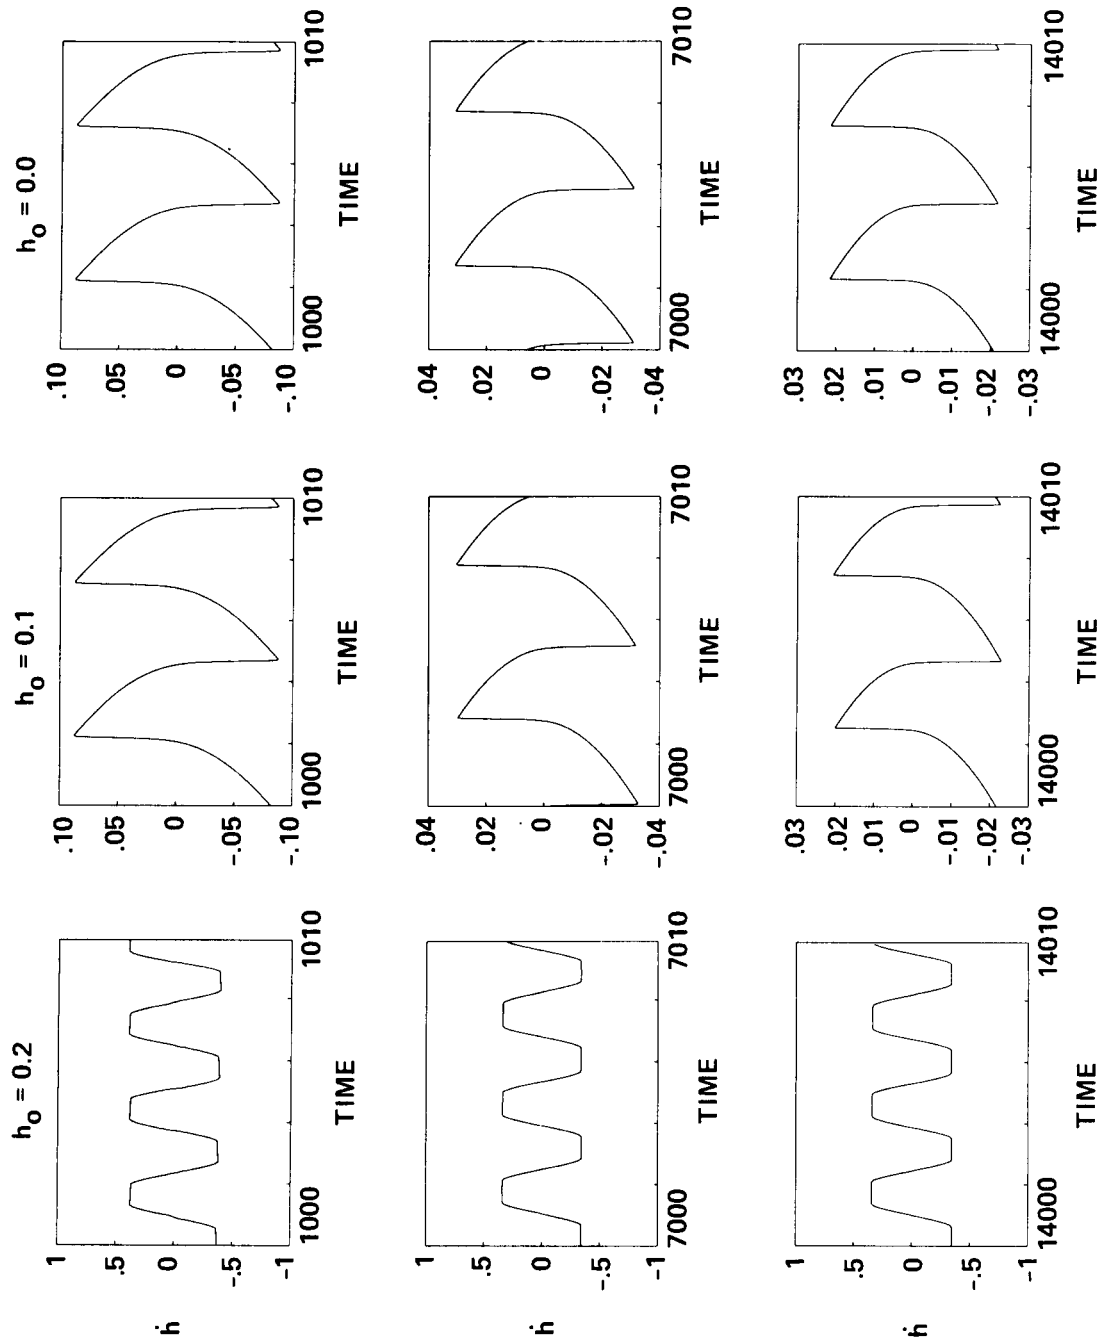 h₀ = 0.2 h₀ = 0.1 h₀ = 0.0
1 .10 .10
.5 .05 .05
ḣ 0 0 0
-.5 -.05 -.05
-1 -.10 -.10
1000 1010 1000 1010 1000 1010
TIME TIME TIME
1 .04 .04
.5 .02 .02
ḣ 0 0 0
-.5 -.02 -.02
-1 -.04 -.04
7000 7010 7000 7010 7000 7010
TIME TIME TIME
1 .03 .03
.02 .02
.5 .01 .01
ḣ 0 0 0
-.5 -.01 -.01
-.02 -.02
-1 -.03 -.03
14000 14010 14000 14010 14000 14010
TIME TIME TIME